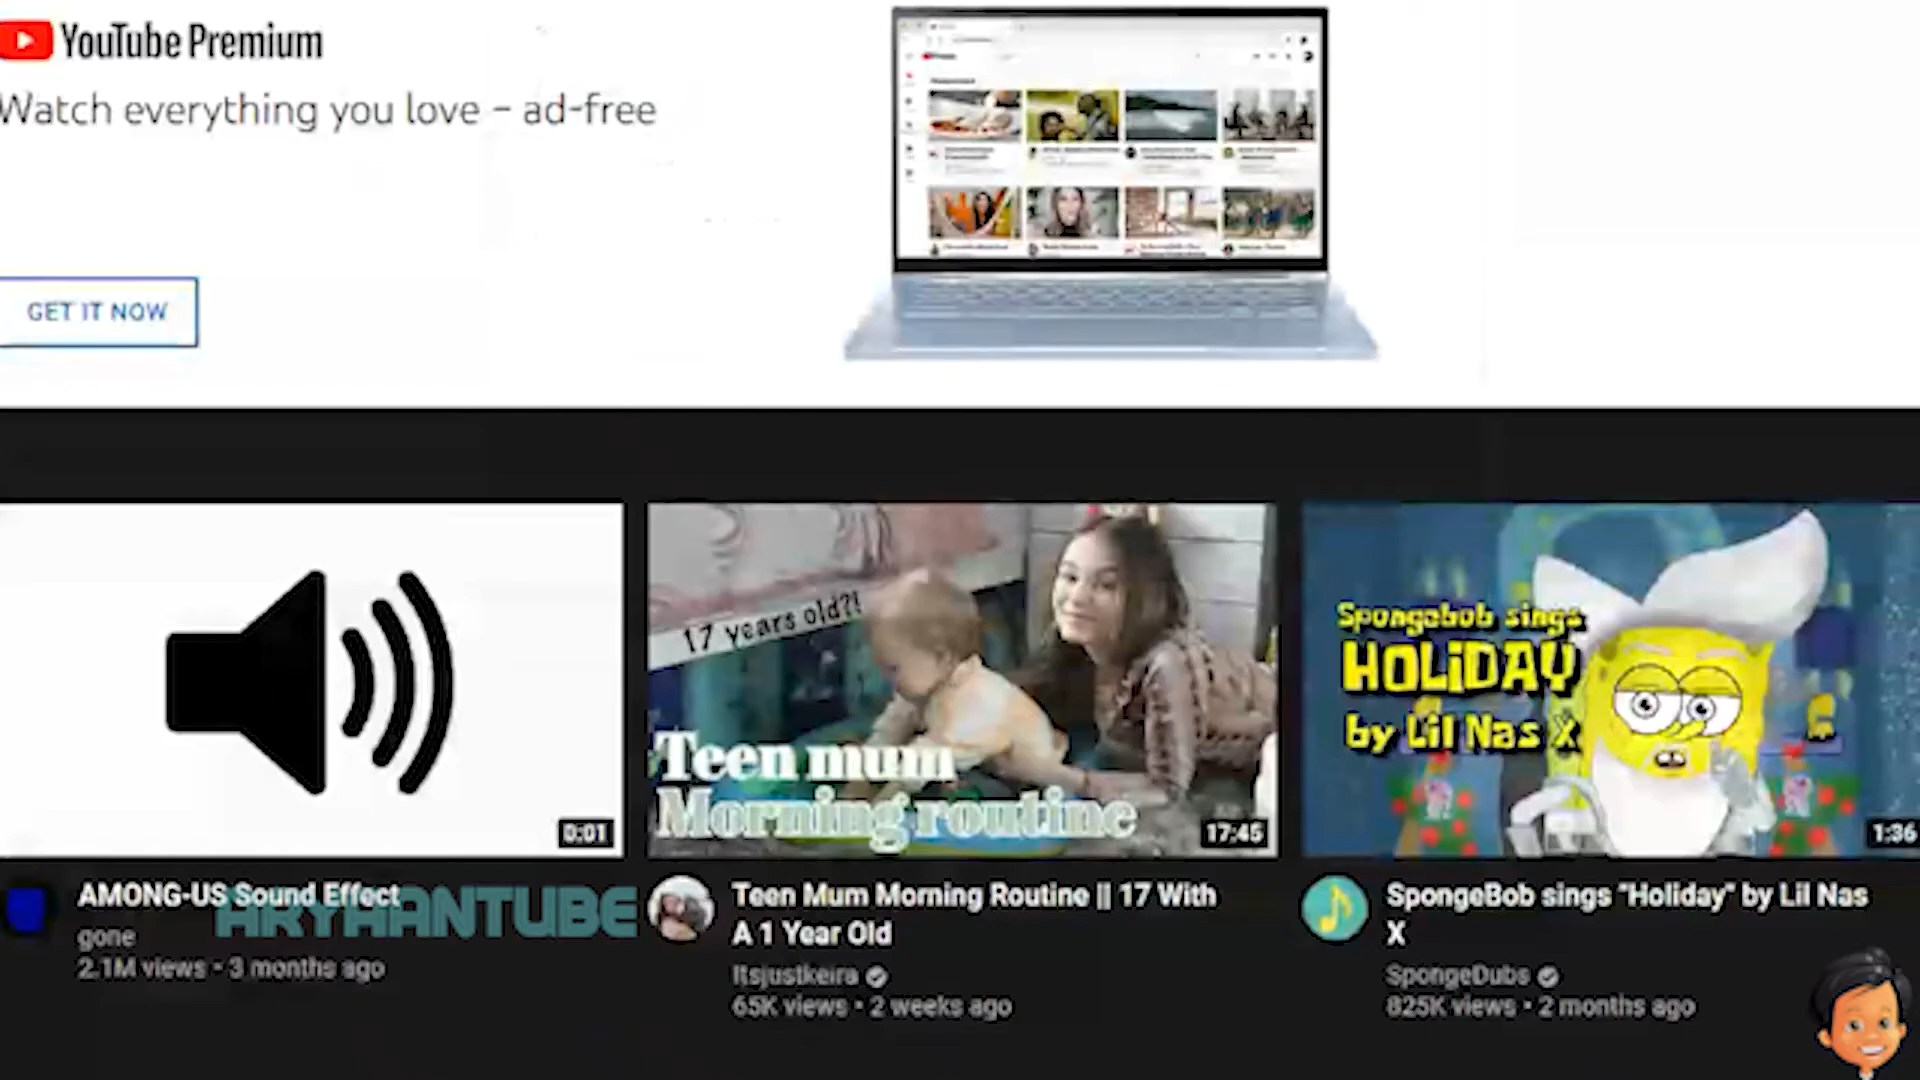 YouTube Premium
Watch everything you love – ad-free
GET IT NOW
0:01
17 years old?!
Teen mum
Morning routine
17:45
Spongebob sings
HOLiDAY
by Lil Nas X
1:36
AMONG-US Sound Effect
ARYAANTUBE
gone
2.1M views • 3 months ago
Teen Mum Morning Routine || 17 With
A 1 Year Old
Itsjustkeira
65K views • 2 weeks ago
SpongeBob sings "Holiday" by Lil Nas
X
SpongeDubs
825K views • 2 months ago